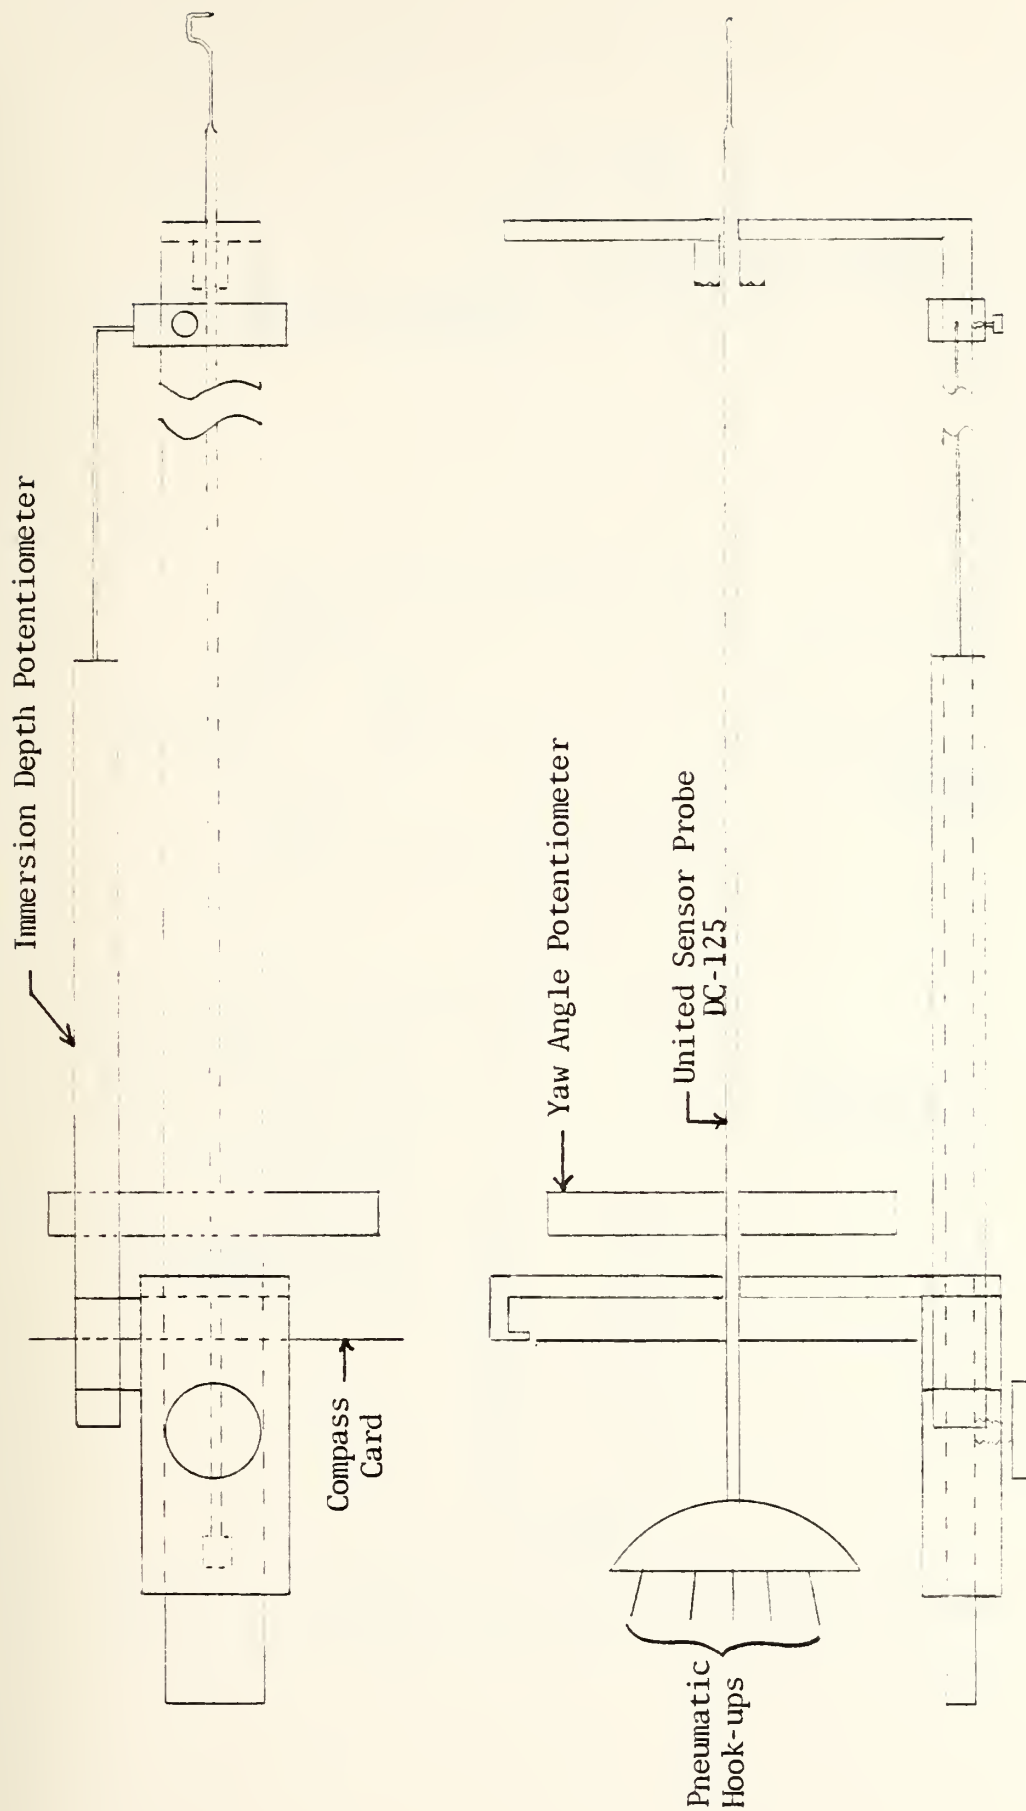 Immersion Depth Potentiometer
Compass
Card
Yaw Angle Potentiometer
United Sensor Probe
DC-125
Pneumatic
Hook-ups